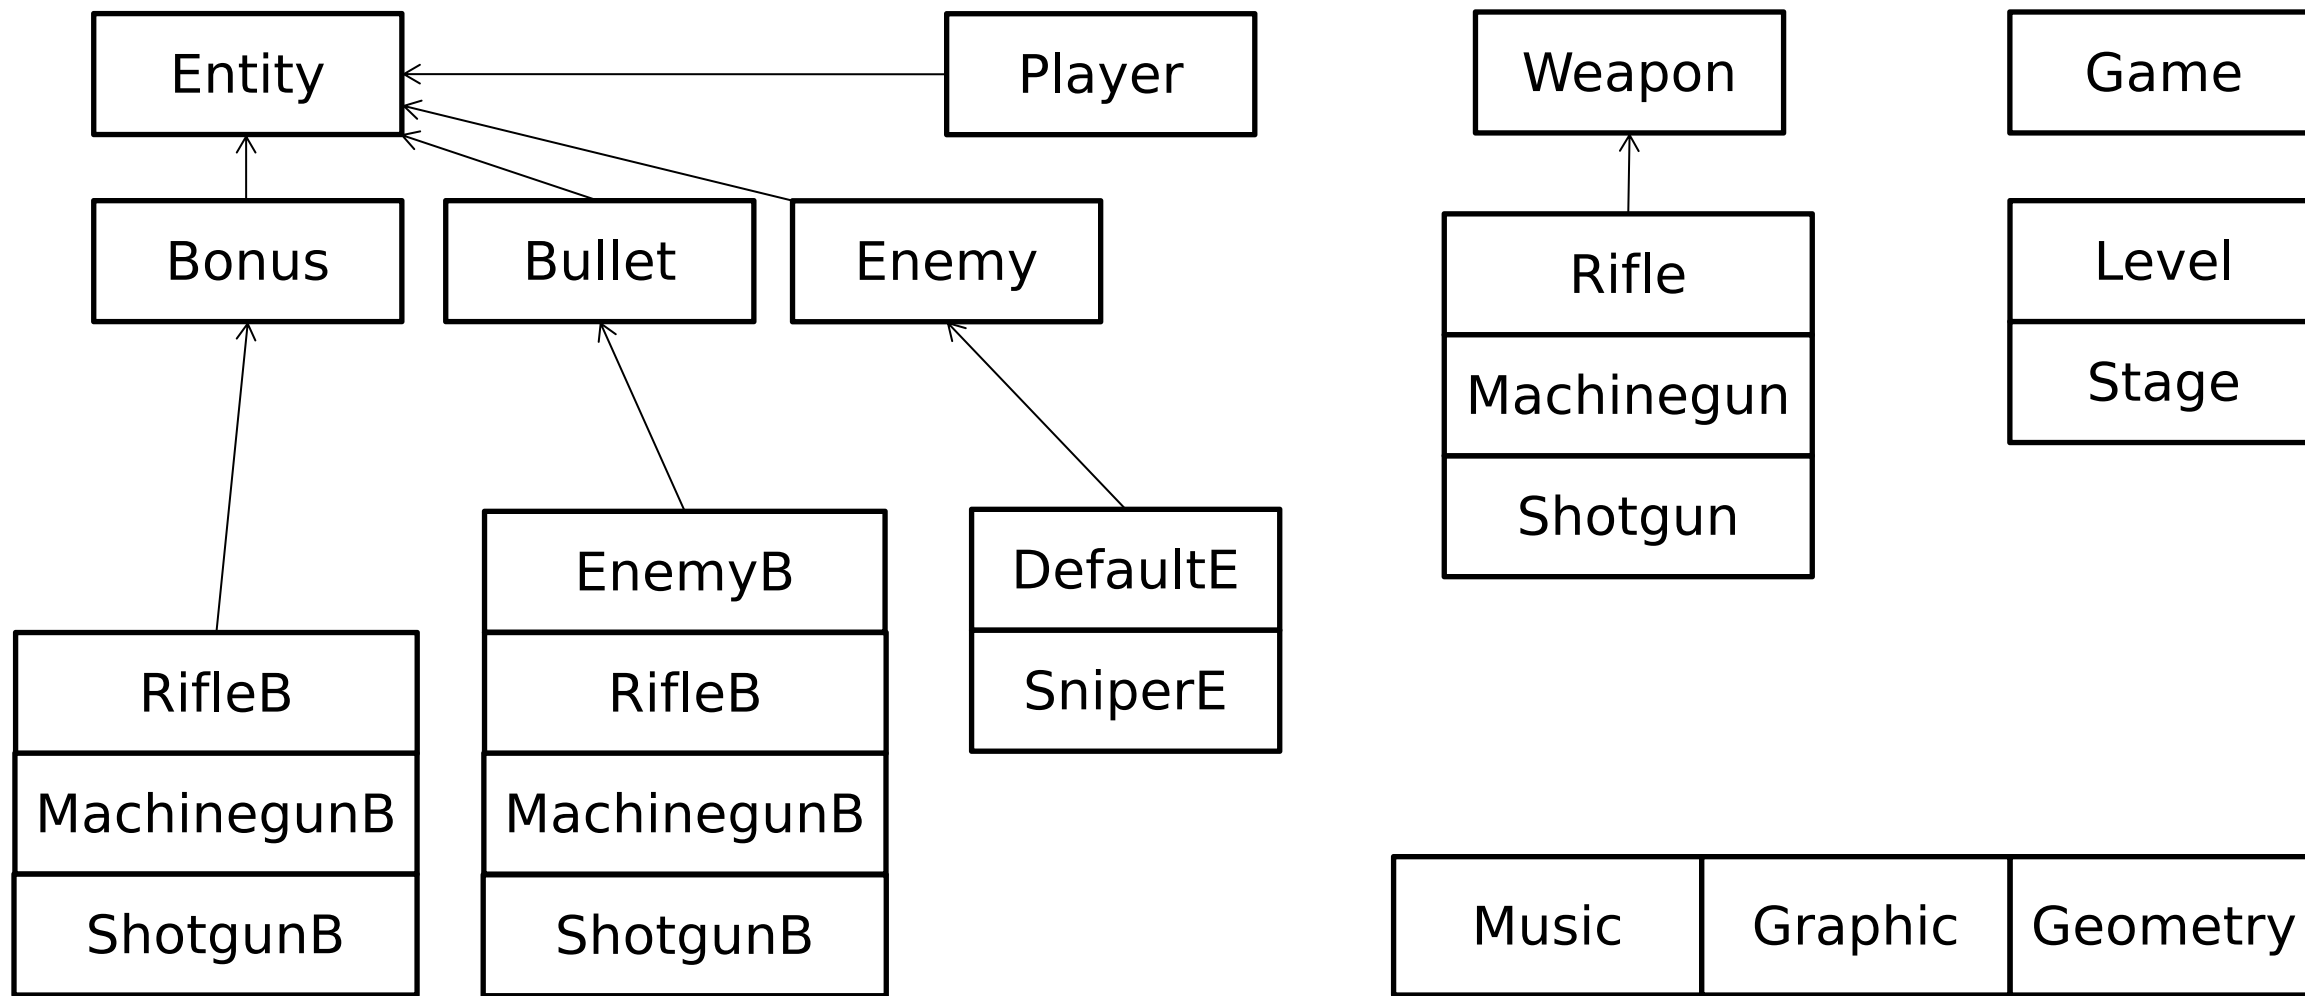 Entity
Player
Weapon
Game
Bonus
Bullet
Enemy
Rifle
Level
Machinegun
Stage
Shotgun
EnemyB
DefaultE
RifleB
RifleB
SniperE
MachinegunB
MachinegunB
ShotgunB
ShotgunB
Music
Graphic
Geometry